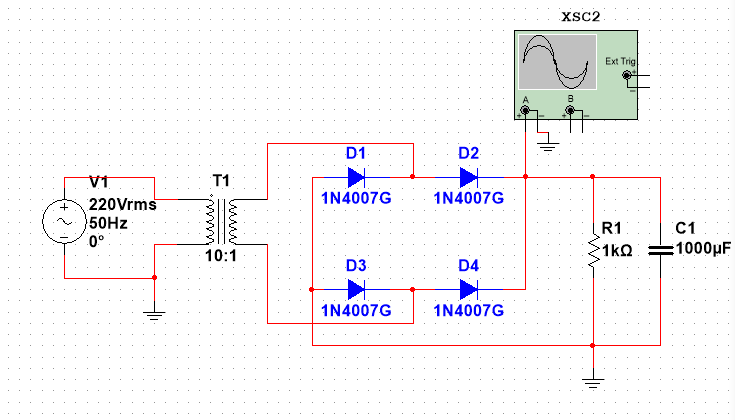 XSC2
Ext Trig
+
−
A
B
+
−
+
−
V1
220Vrms
50Hz
0°
+
−
T1
10:1
D1
1N4007G
D2
1N4007G
D3
1N4007G
D4
1N4007G
R1
1kΩ
C1
1000µF